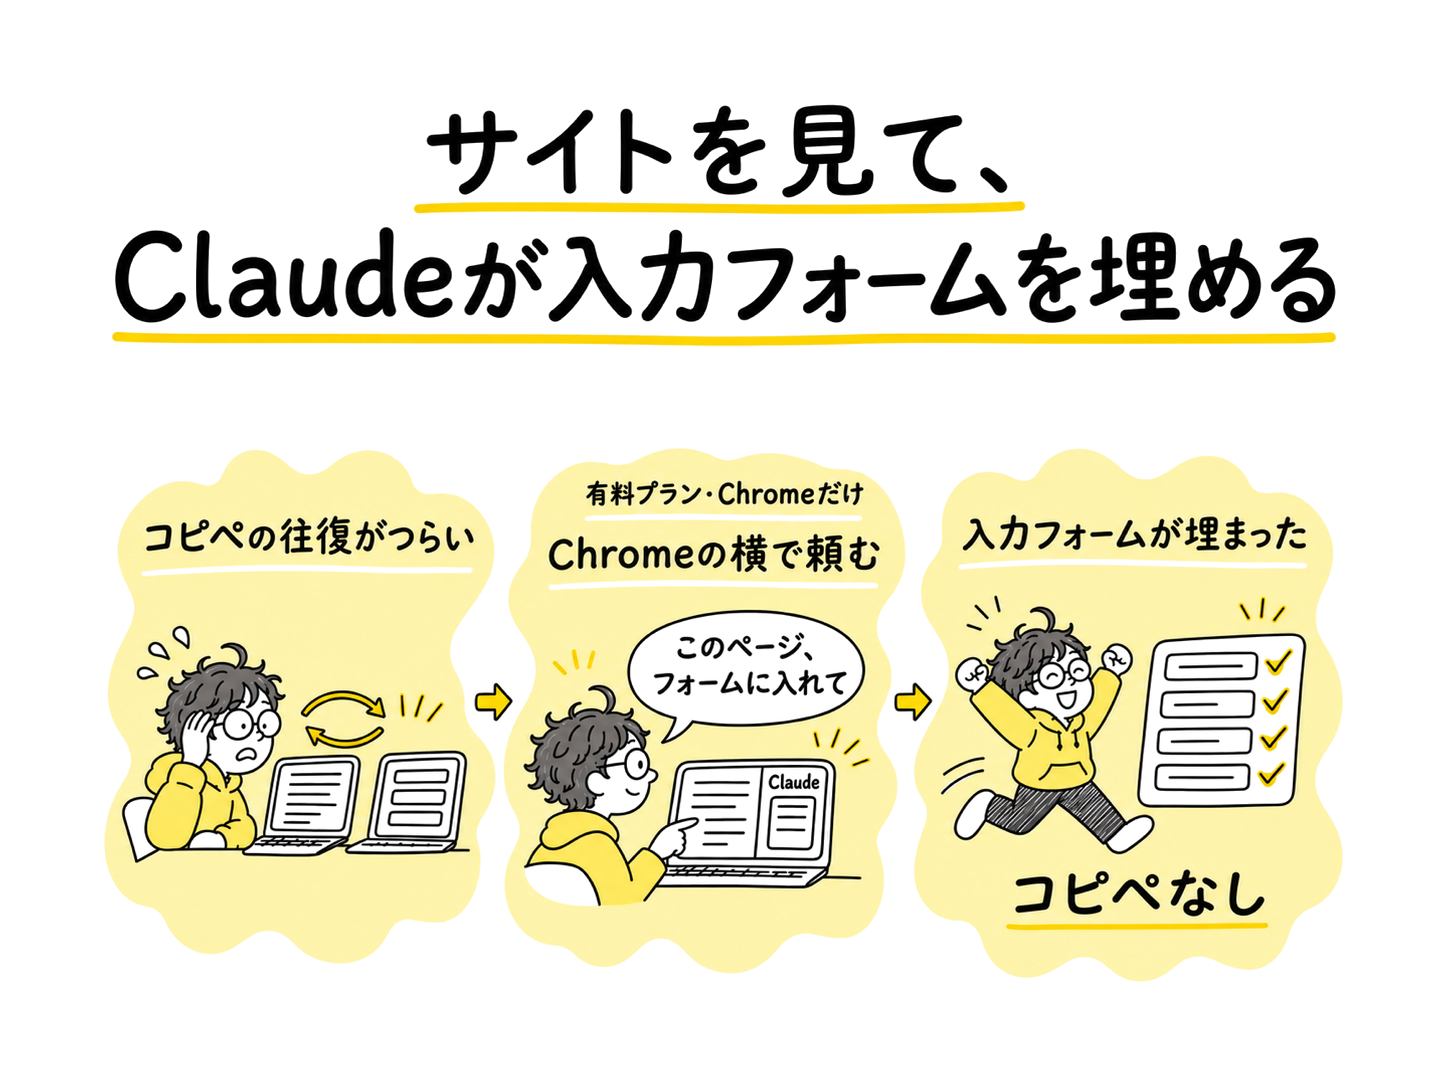 サイトを見て、
Claudeが入力フォームを埋める
コピペの往復がつらい
有料プラン・Chromeだけ
Chromeの横で頼む
このページ、
フォームに入れて
Claude
入力フォームが埋まった
コピペなし